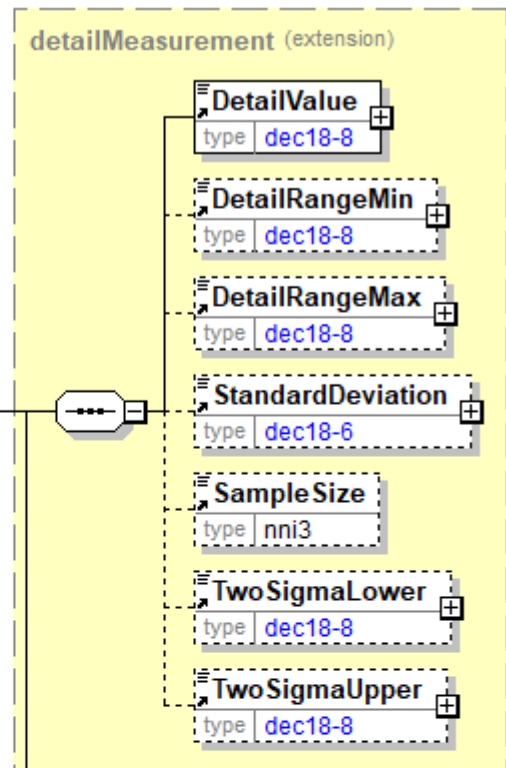 detailMeasurement (extension)
DetailValue
type dec18-8
DetailRangeMin
type dec18-8
DetailRangeMax
type dec18-8
StandardDeviation
type dec18-6
SampleSize
type nni3
TwoSigmaLower
type dec18-8
TwoSigmaUpper
type dec18-8